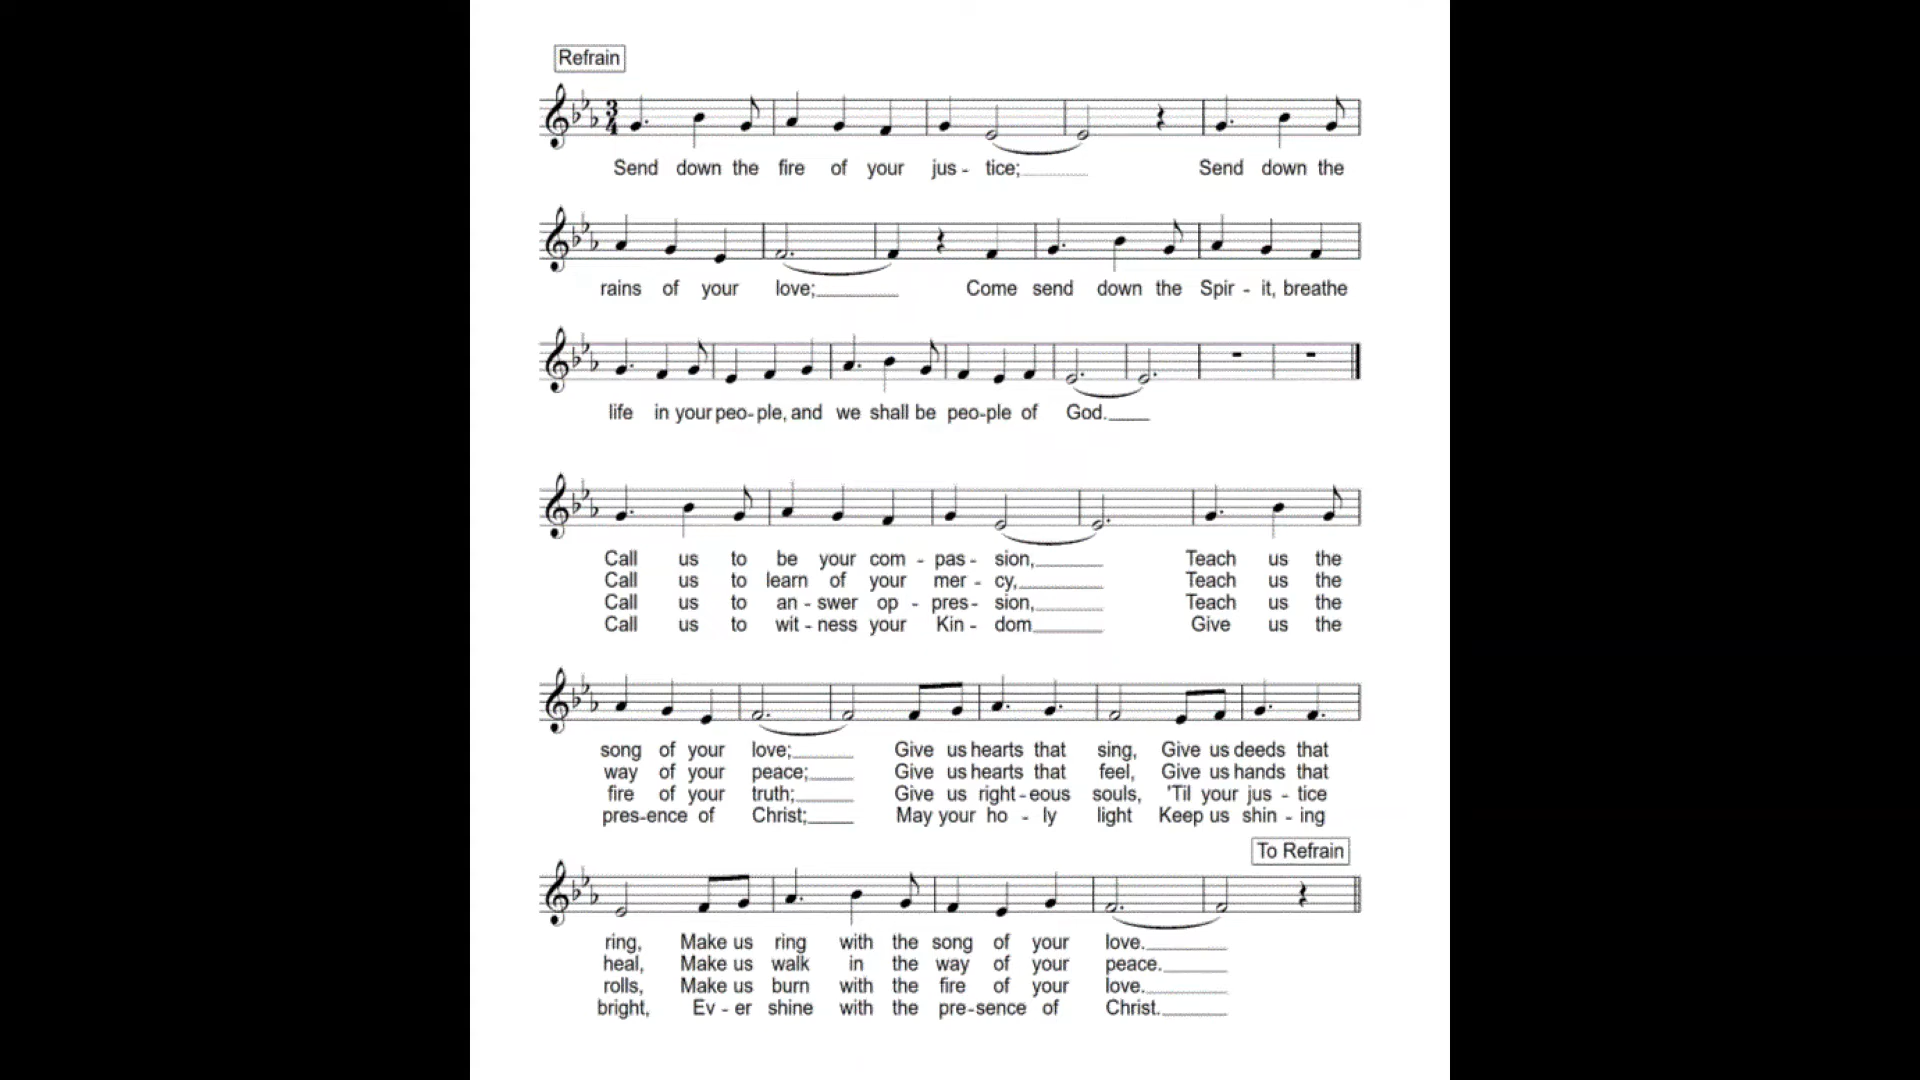 Refrain
3
4
Send down the fire of your jus - tice; Send down the
rains of your love; Come send down the Spir - it, breathe
life in your peo - ple, and we shall be peo - ple of God.
Call us to be your com - pas - sion, Teach us the
Call us to learn of your mer - cy, Teach us the
Call us to an - swer op - pres - sion, Teach us the
Call us to wit - ness your Kin - dom Give us the
song of your love; Give us hearts that sing, Give us deeds that
way of your peace; Give us hearts that feel, Give us hands that
fire of your truth; Give us right - eous souls, 'Til your jus - tice
pres - ence of Christ; May your ho - ly light Keep us shin - ing
To Refrain
ring, Make us ring with the song of your love.
heal, Make us walk in the way of your peace.
rolls, Make us burn with the fire of your love.
bright, Ev - er shine with the pre - sence of Christ.